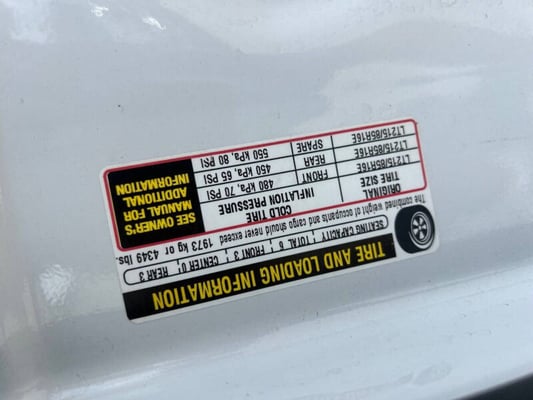 TIRE AND LOADING INFORMATION
SEATING CAPACITY TOTAL 6 FRONT 3 CENTER 0 REAR 3
The combined weight of occupants and cargo should never exceed 1973 kg or 4349 lbs.
ORIGINAL TIRE SIZE COLD TIRE INFLATION PRESSURE
LT215/85R16E FRONT 480 kPa, 70 PSI
LT215/85R16E REAR 450 kPa, 65 PSI
LT215/85R16E SPARE 550 kPa, 80 PSI
SEE OWNER'S
MANUAL FOR
ADDITIONAL
INFORMATION